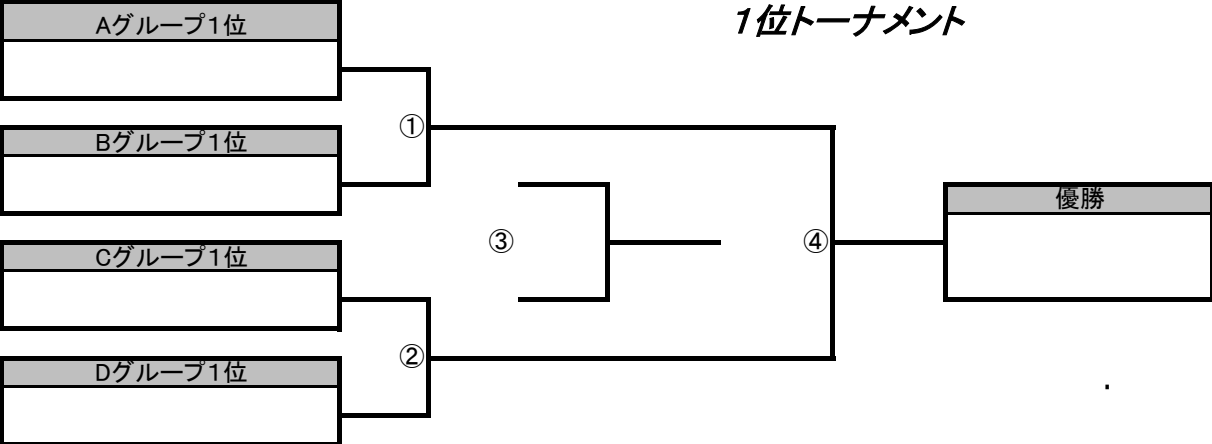 1位トーナメント
Aグループ1位
①
Bグループ1位
③
④
優勝
Cグループ1位
②
Dグループ1位
.